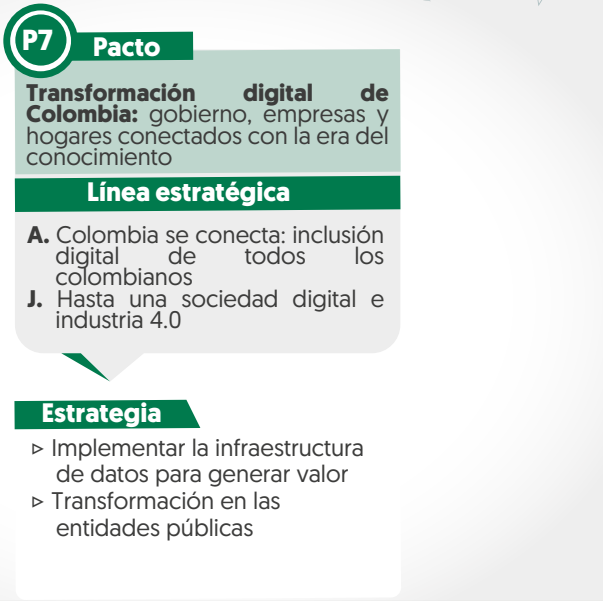 P7
Pacto
Transformación digital de
Colombia: gobierno, empresas y
hogares conectados con la era del
conocimiento
Línea estratégica
A. Colombia se conecta: inclusión
digital de todos los
colombianos
J. Hasta una sociedad digital e
industria 4.0
Estrategia
▹ Implementar la infraestructura
de datos para generar valor
▹ Transformación en las
entidades públicas